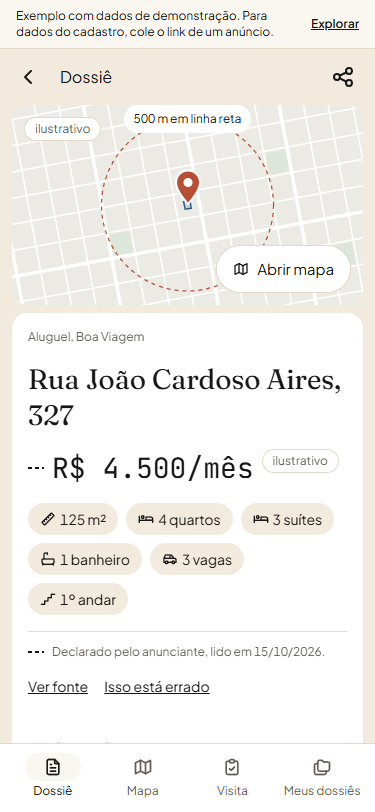 Exemplo com dados de demonstração. Para
dados do cadastro, cole o link de um anúncio.
Explorar
Dossiê
ilustrativo
500 m em linha reta
Abrir mapa
Aluguel, Boa Viagem
Rua João Cardoso Aires,
327
R$ 4.500/mês
ilustrativo
125 m²
4 quartos
3 suítes
1 banheiro
3 vagas
1º andar
Declarado pelo anunciante, lido em 15/10/2026.
Ver fonte
Isso está errado
Dossiê
Mapa
Visita
Meus dossiês